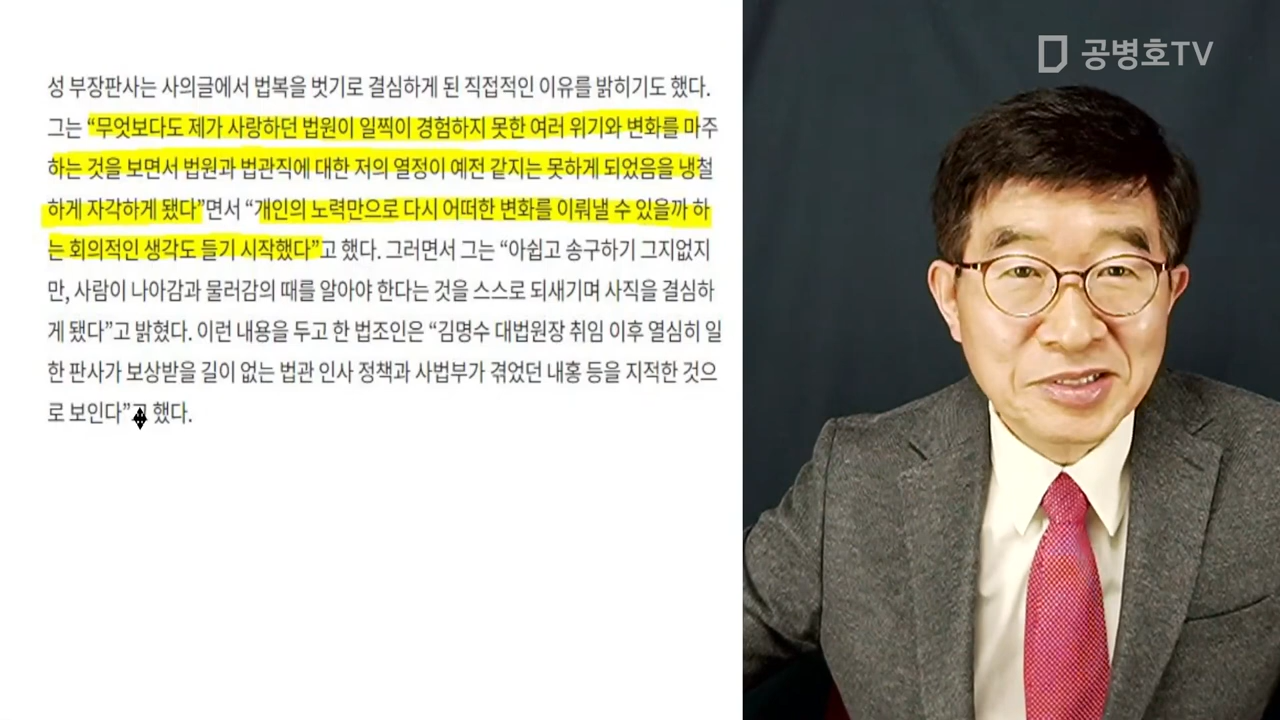 성 부장판사는 사의글에서 법복을 벗기로 결심하게 된 직접적인 이유를 밝히기도 했다.
그는 “무엇보다도 제가 사랑하던 법원이 일찍이 경험하지 못한 여러 위기와 변화를 마주
하는 것을 보면서 법원과 법관직에 대한 저의 열정이 예전 같지는 못하게 되었음을 냉철
하게 자각하게 됐다”면서 “개인의 노력만으로 다시 어떠한 변화를 이뤄낼 수 있을까 하
는 회의적인 생각도 들기 시작했다”고 했다. 그러면서 그는 “아쉽고 송구하기 그지없지
만, 사람이 나아감과 물러감의 때를 알아야 한다는 것을 스스로 되새기며 사직을 결심하
게 됐다”고 밝혔다. 이런 내용을 두고 한 법조인은 “김명수 대법원장 취임 이후 열심히 일
한 판사가 보상받을 길이 없는 법관 인사 정책과 사법부가 겪었던 내홍 등을 지적한 것으
로 보인다”고 했다.
공병호TV